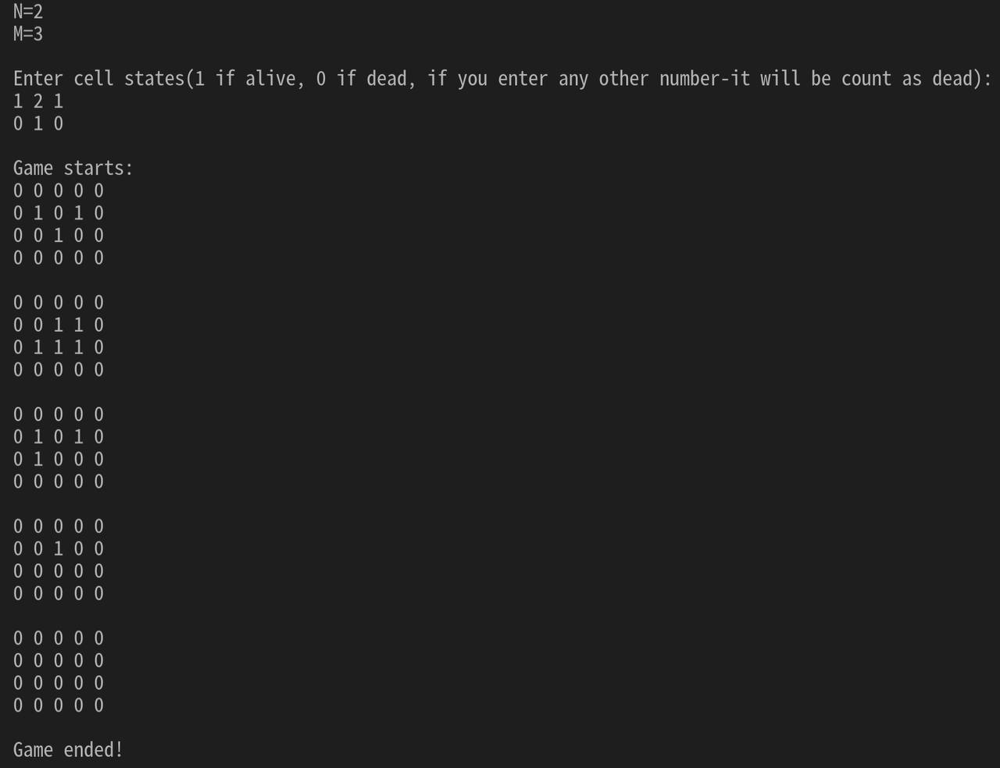 N=2
M=3
Enter cell states(1 if alive, 0 if dead, if you enter any other number-it will be count as dead):
1 2 1
0 1 0
Game starts:
0 0 0 0 0
0 1 0 1 0
0 0 1 0 0
0 0 0 0 0
0 0 0 0 0
0 0 1 1 0
0 1 1 1 0
0 0 0 0 0
0 0 0 0 0
0 1 0 1 0
0 1 0 0 0
0 0 0 0 0
0 0 0 0 0
0 0 1 0 0
0 0 0 0 0
0 0 0 0 0
0 0 0 0 0
0 0 0 0 0
0 0 0 0 0
0 0 0 0 0
Game ended!